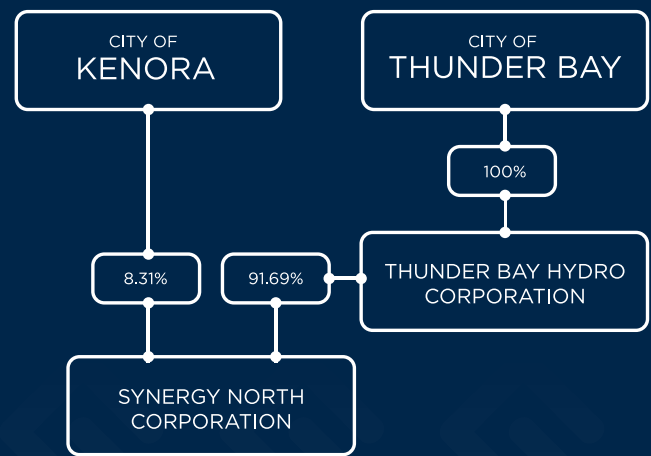 CITY OF
KENORA
CITY OF
THUNDER BAY
100%
8.31%
91.69%
THUNDER BAY HYDRO
CORPORATION
SYNERGY NORTH
CORPORATION